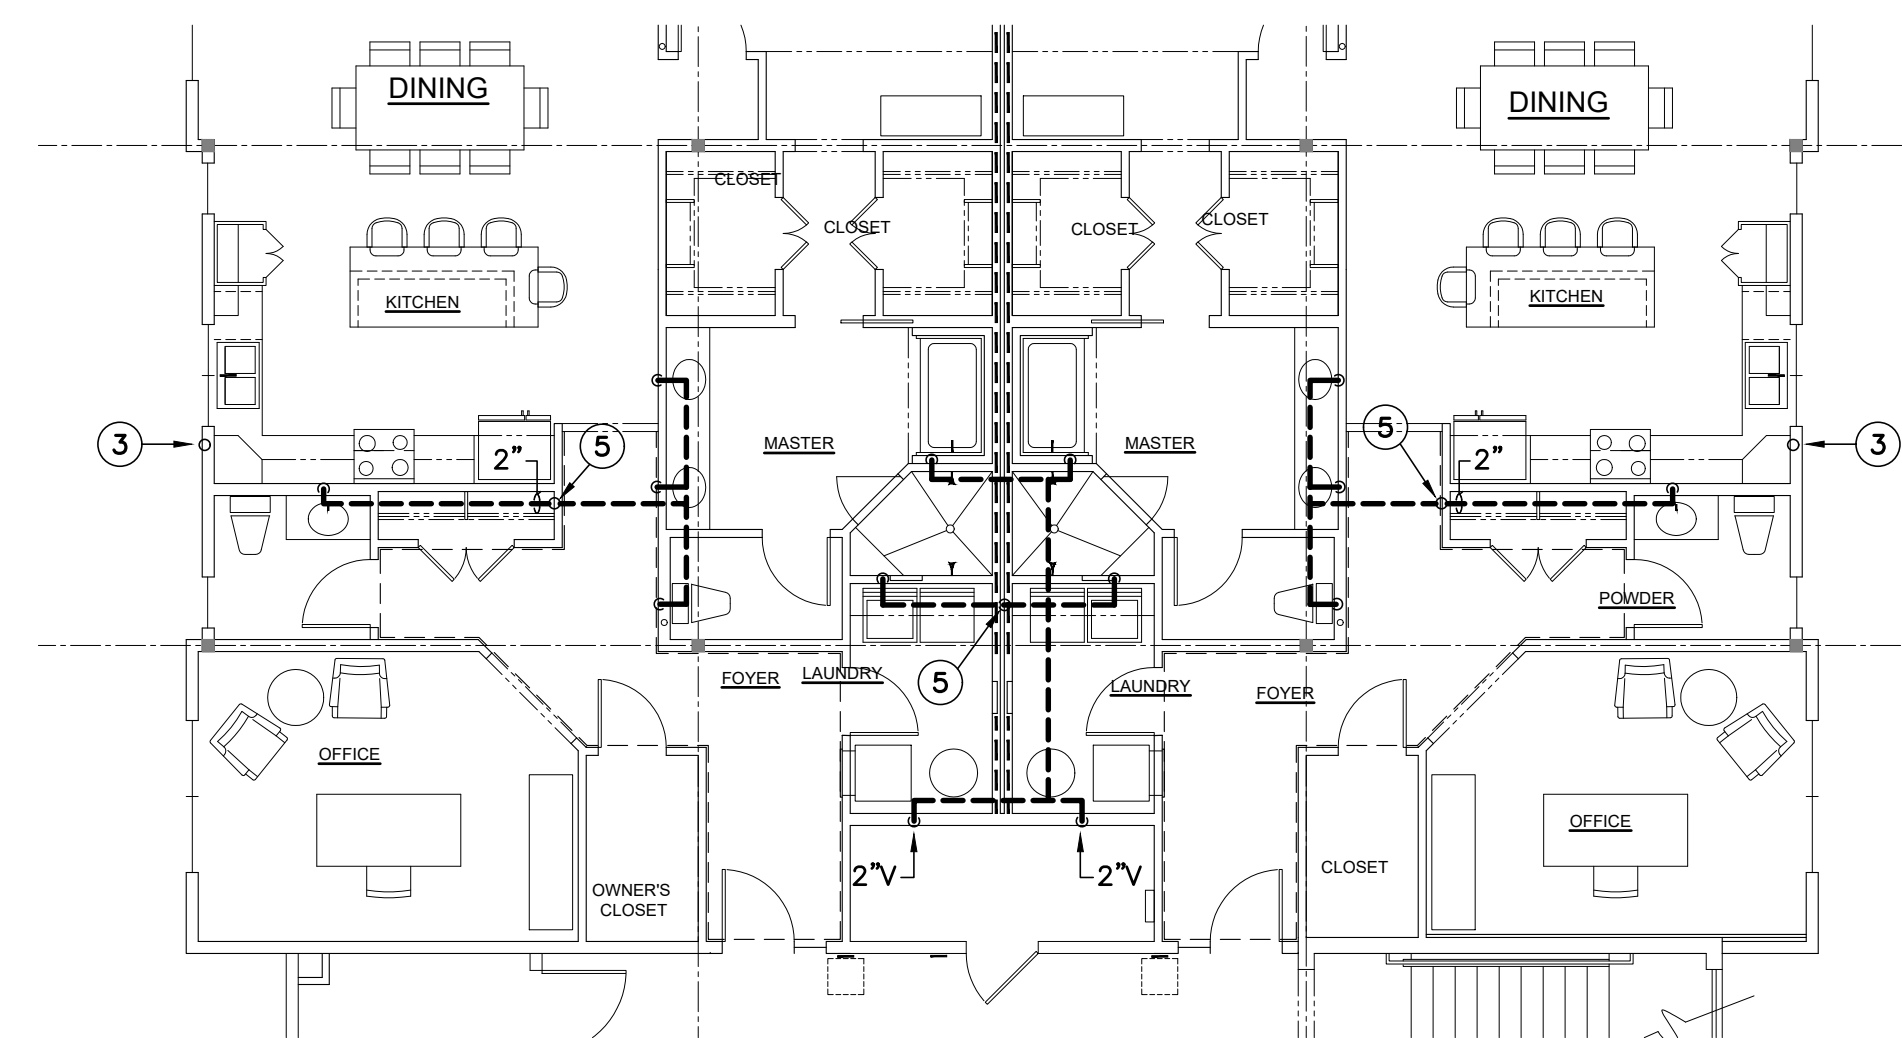 DINING
DINING
CLOSET
CLOSET
CLOSET
CLOSET
KITCHEN
KITCHEN
3
2”
5
MASTER
MASTER
5
2”
3
POWDER
FOYER
LAUNDRY
5
LAUNDRY
FOYER
OFFICE
OFFICE
2”V
2”V
CLOSET
OWNER'S
CLOSET